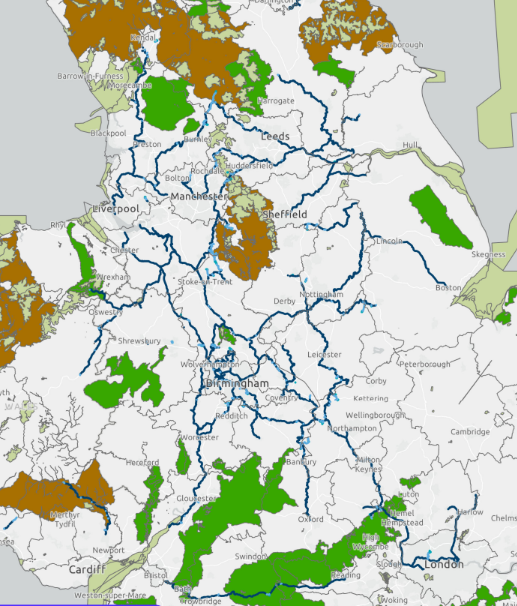 Darlington
Kendal
Scarborough
Barrow-in-Furness
Morecambe
Harrogate
Blackpool
Preston
Burnley
Leeds
Hull
Bolton
Rochdale
Huddersfield
Manchester
Liverpool
Sheffield
Rhyl
Chester
Lincoln
Skegness
Wrexham
Stoke-on-Trent
Boston
Oswestry
Derby
Nottingham
Shrewsbury
Leicester
Wolverhampton
Peterborough
Birmingham
Corby
Coventry
Kettering
Redditch
Wellingborough
Northampton
Cambridge
Worcester
Hereford
Banbury
Milton
Keynes
Gloucester
Luton
Merthyr
Tydfil
Hemel
Hempstead
Harlow
Chelms
Oxford
Newport
High
Wycombe
Swindon
Slough
London
Cardiff
Bristol
Reading
Bath
Weston-super-Mare
Trowbridge
Woking